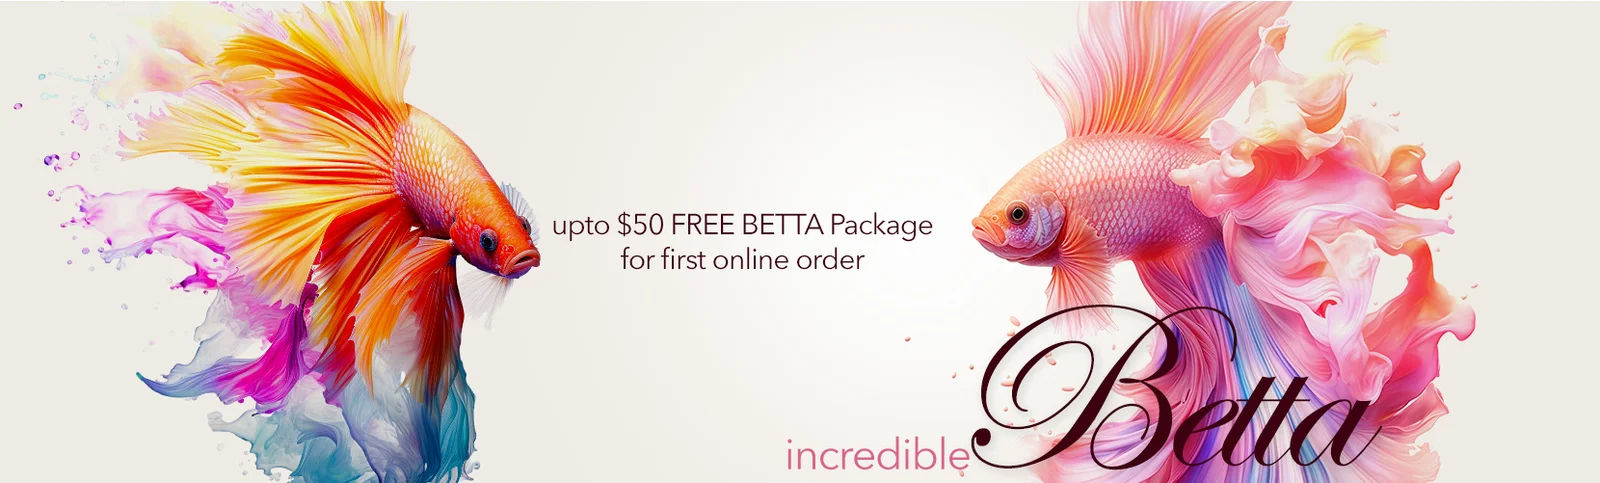 upto $50 FREE BETTA Package
for first online order
incredible Betta